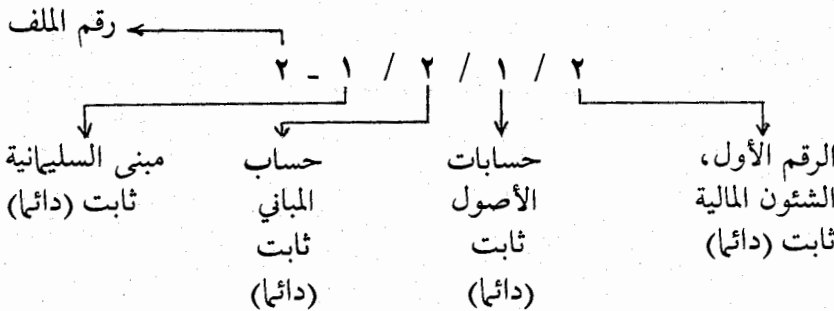 رقم الملف
٢ / ١ / ٢ / ١ - ٢
الرقم الأول،
الشئون المالية
ثابت (دائما)
حسابات
الأصول
ثابت
(دائما)
حساب
المباني
ثابت
(دائما)
مبنى السليمانية
ثابت (دائما)